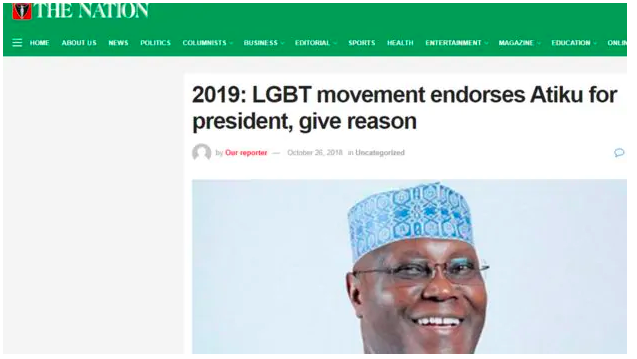 THE NATION
HOME ABOUT US NEWS POLITICS COLUMNISTS BUSINESS EDITORIAL SPORTS HEALTH ENTERTAINMENT MAGAZINE EDUCATION ONLIN
2019: LGBT movement endorses Atiku for
president, give reason
by Our reporter — October 26, 2018 in Uncategorized